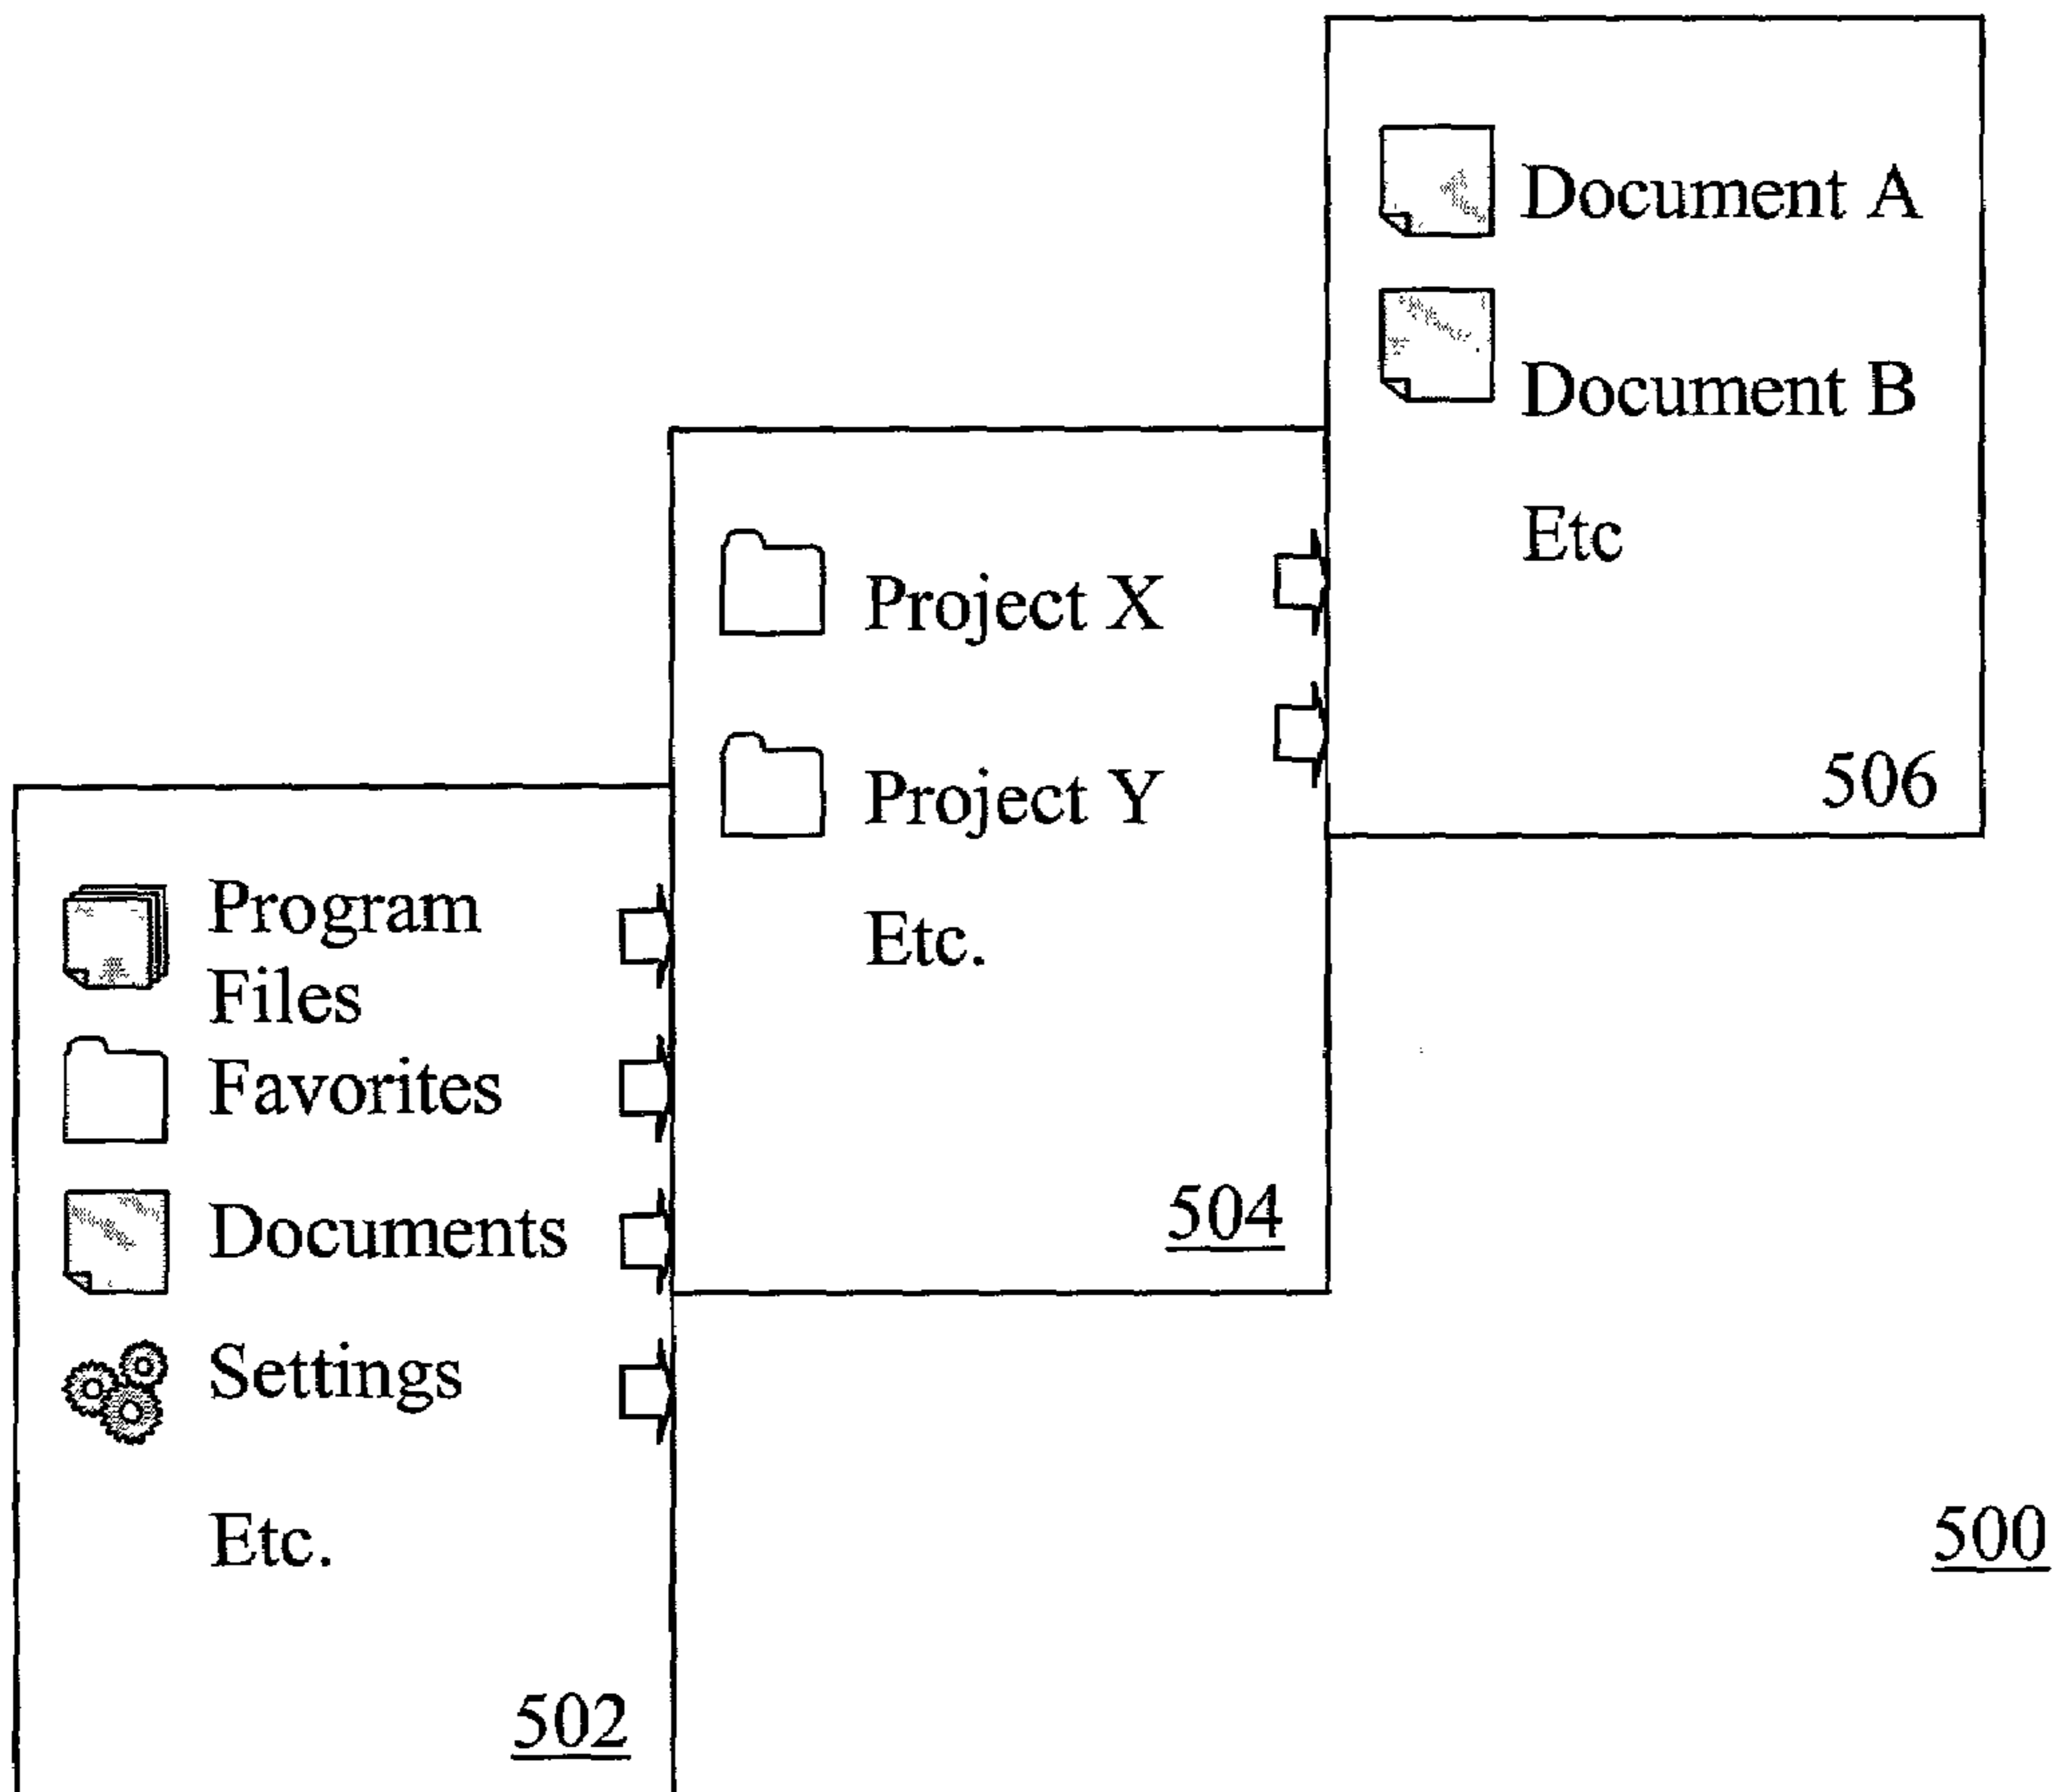 Document A
Document B
Etc
506
Project X
Project Y
Etc.
504
Program
Files
Favorites
Documents
Settings
Etc.
502
500